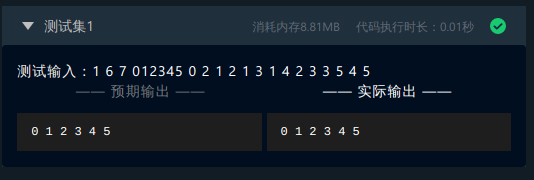 测试集1 消耗内存8.81MB 代码执行时长：0.01秒
测试输入：1 6 7 012345 0 2 1 2 1 3 1 4 2 3 3 5 4 5
—— 预期输出 —— —— 实际输出 ——
0 1 2 3 4 5 0 1 2 3 4 5